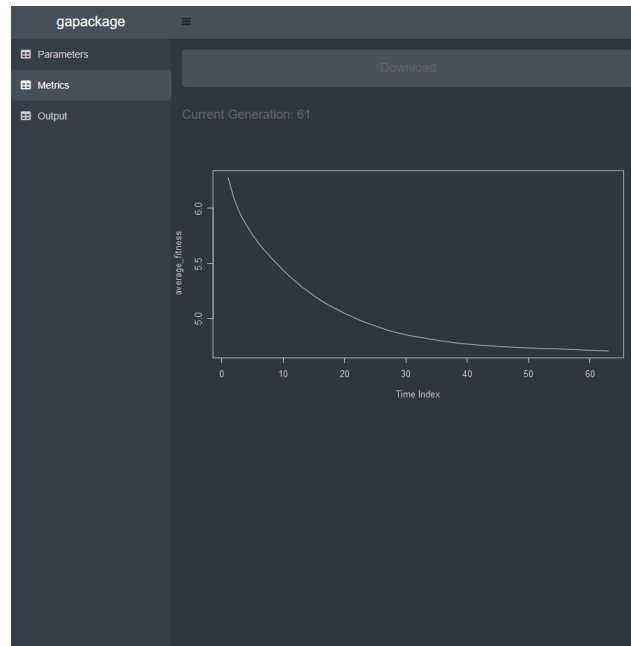 gapackage
Parameters
Metrics
Output
Download
Current Generation: 61
average_fitness
6.0
5.5
5.0
0 10 20 30 40 50 60
Time Index